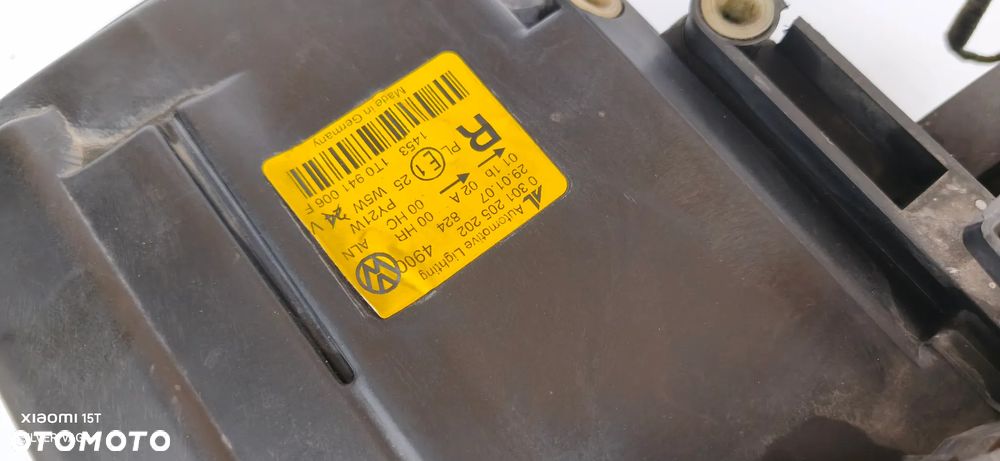 Automotive Lighting
0 301 205 202 824 4900
29.01.07
01 1b 02 A 00 HC 00 HR
PL E1 25 W5W PY21W ALN
R
1453 1T0 941 006 F V
Made in Germany
VW
XIAOMI 15T
OTOMOTO